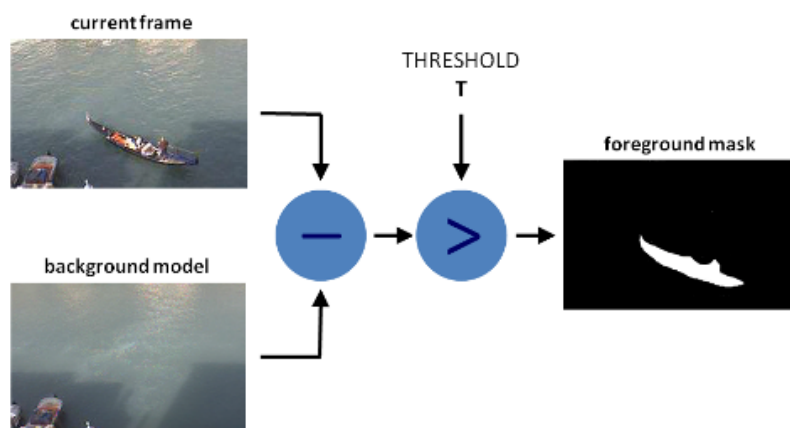 current frame
THRESHOLD
T
foreground mask
−
>
background model